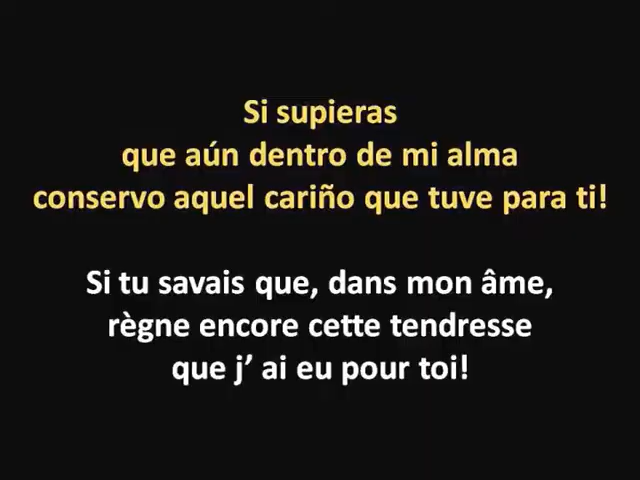 Si supieras
que aún dentro de mi alma
conservo aquel cariño que tuve para ti!
Si tu savais que, dans mon âme,
règne encore cette tendresse
que j’ ai eu pour toi!